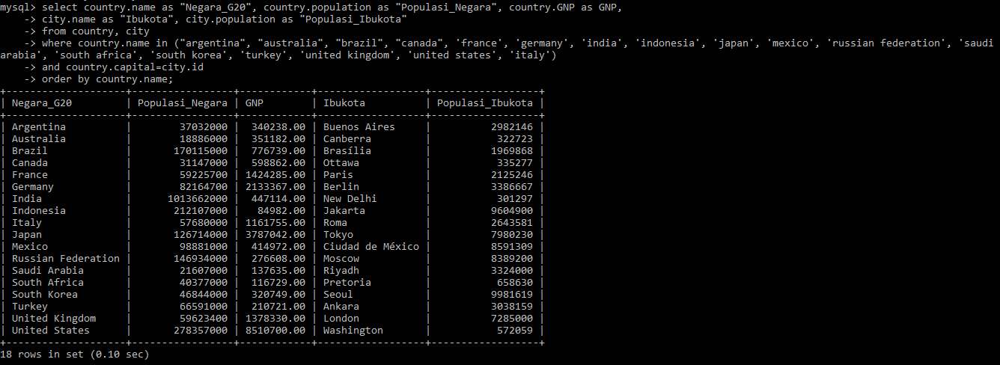 mysql> select country.name as "Negara_G20", country.population as "Populasi_Negara", country.GNP as GNP,
    -> city.name as "Ibukota", city.population as "Populasi_Ibukota"
    -> from country, city
    -> where country.name in ("argentina", "australia", "brazil", "canada", 'france', 'germany', 'india', 'indonesia', 'japan', 'mexico', 'russian federation', 'saudi
arabia', 'south africa', 'south korea', 'turkey', 'united kingdom', 'united states', 'italy')
    -> and country.capital=city.id
    -> order by country.name;
+--------------------+-----------------+------------+------------------+------------------+
| Negara_G20         | Populasi_Negara | GNP        | Ibukota          | Populasi_Ibukota |
+--------------------+-----------------+------------+------------------+------------------+
| Argentina          |        37032000 |  340238.00 | Buenos Aires     |          2982146 |
| Australia          |        18886000 |  351182.00 | Canberra         |           322723 |
| Brazil             |       170115000 |  776739.00 | Brasília         |          1969868 |
| Canada             |        31147000 |  598862.00 | Ottawa           |           335277 |
| France             |        59225700 | 1424285.00 | Paris            |          2125246 |
| Germany            |        82164700 | 2133367.00 | Berlin           |          3386667 |
| India              |      1013662000 |  447114.00 | New Delhi        |           301297 |
| Indonesia          |       212107000 |   84982.00 | Jakarta          |          9604900 |
| Italy              |        57680000 | 1161755.00 | Roma             |          2643581 |
| Japan              |       126714000 | 3787042.00 | Tokyo            |          7980230 |
| Mexico             |        98881000 |  414972.00 | Ciudad de México |          8591309 |
| Russian Federation |       146934000 |  276608.00 | Moscow           |          8389200 |
| Saudi Arabia       |        21607000 |  137635.00 | Riyadh           |          3324000 |
| South Africa       |        40377000 |  116729.00 | Pretoria         |           658630 |
| South Korea        |        46844000 |  320749.00 | Seoul            |          9981619 |
| Turkey             |        66591000 |  210721.00 | Ankara           |          3038159 |
| United Kingdom     |        59623400 | 1378330.00 | London           |          7285000 |
| United States      |       278357000 | 8510700.00 | Washington       |           572059 |
+--------------------+-----------------+------------+------------------+------------------+
18 rows in set (0.10 sec)